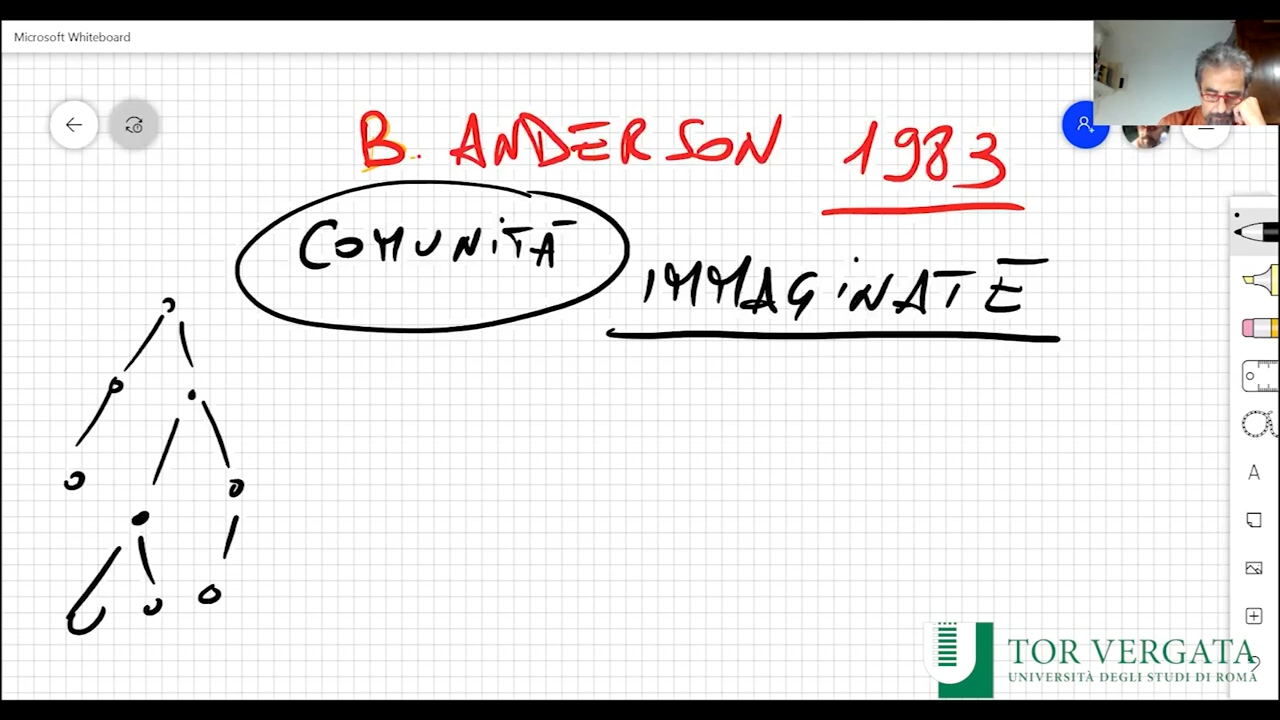 Microsoft Whiteboard
B. ANDERSON 1983
COMUNITÀ
IMMAGINATE
A
TOR VERGATA
UNIVERSITÀ DEGLI STUDI DI ROMA